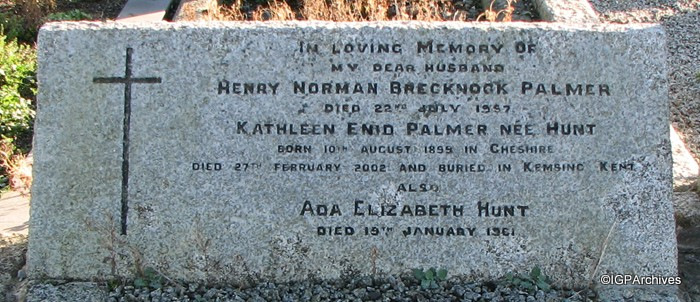 IN LOVING MEMORY OF
MY DEAR HUSBAND
HENRY NORMAN BRECKNOCK PALMER
DIED 22ND JULY 1957
KATHLEEN ENID PALMER NÉE HUNT
BORN 10TH AUGUST 1899 IN CHESHIRE
DIED 27TH FEBRUARY 2002 AND BURIED IN KEMSING KENT
ALSO
ADA ELIZABETH HUNT
DIED 19TH JANUARY 1961
©IGPArchives